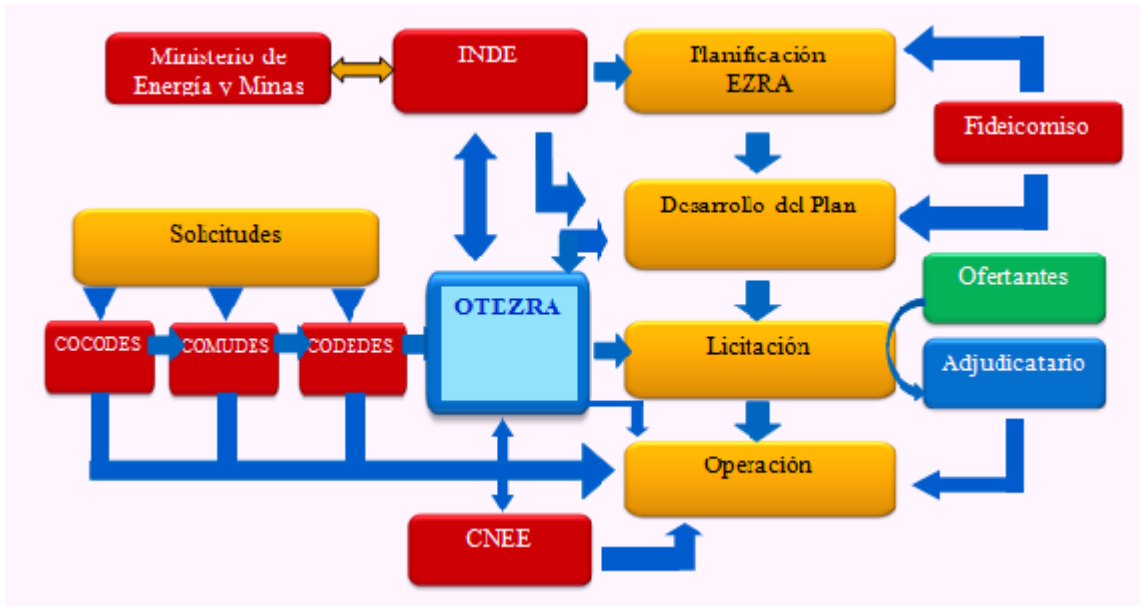 Ministerio de
Energía y Minas
INDE
Planificación
EZRA
Fideicomiso
Desarrollo del Plan
Solicitudes
Ofertantes
OTEZRA
COCODES
COMUDES
CODEDES
Licitación
Adjudicatario
Operación
CNEE